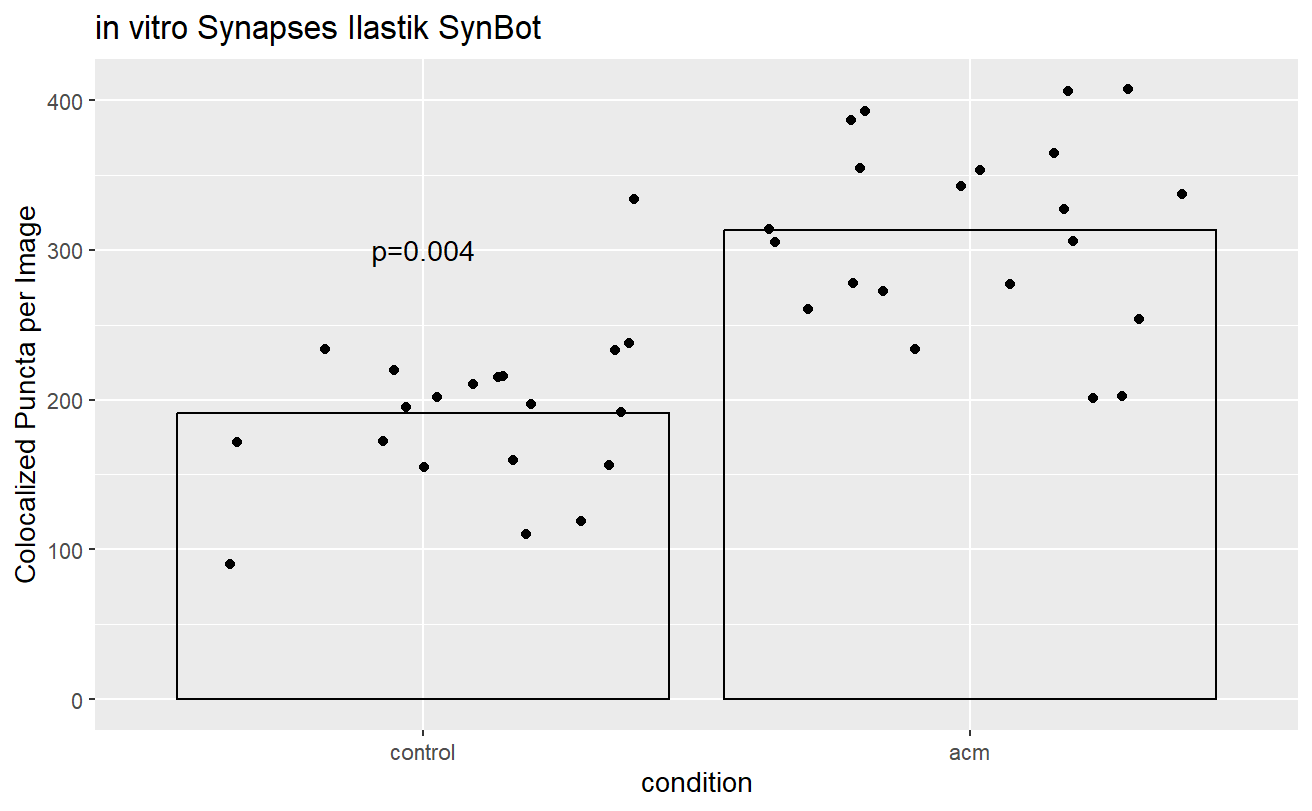 in vitro Synapses Ilastik SynBot
Colocalized Puncta per Image
400
300
200
100
0
p=0.004
control
acm
condition